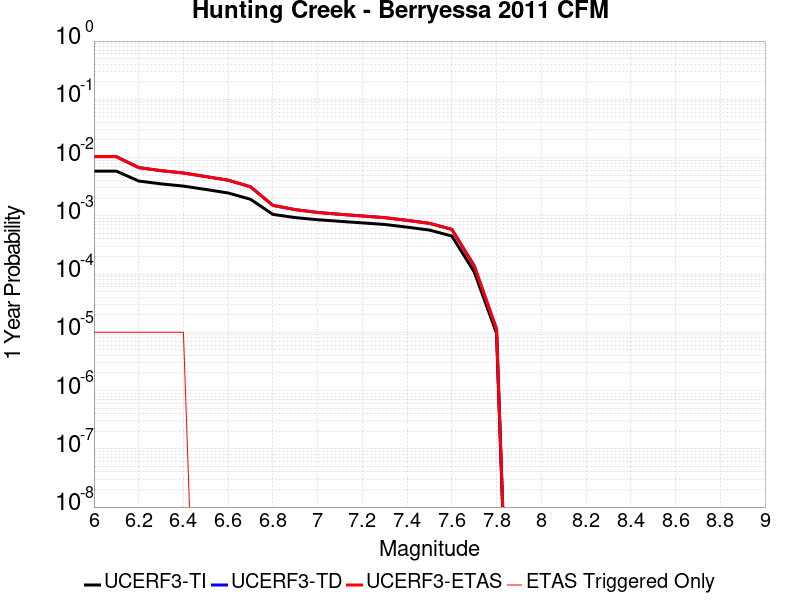 Hunting Creek - Berryessa 2011 CFM
10^0
10^-1
10^-2
10^-3
10^-4
10^-5
10^-6
10^-7
10^-8
1 Year Probability
6 6.2 6.4 6.6 6.8 7 7.2 7.4 7.6 7.8 8 8.2 8.4 8.6 8.8 9
Magnitude
UCERF3-TI UCERF3-TD UCERF3-ETAS ETAS Triggered Only